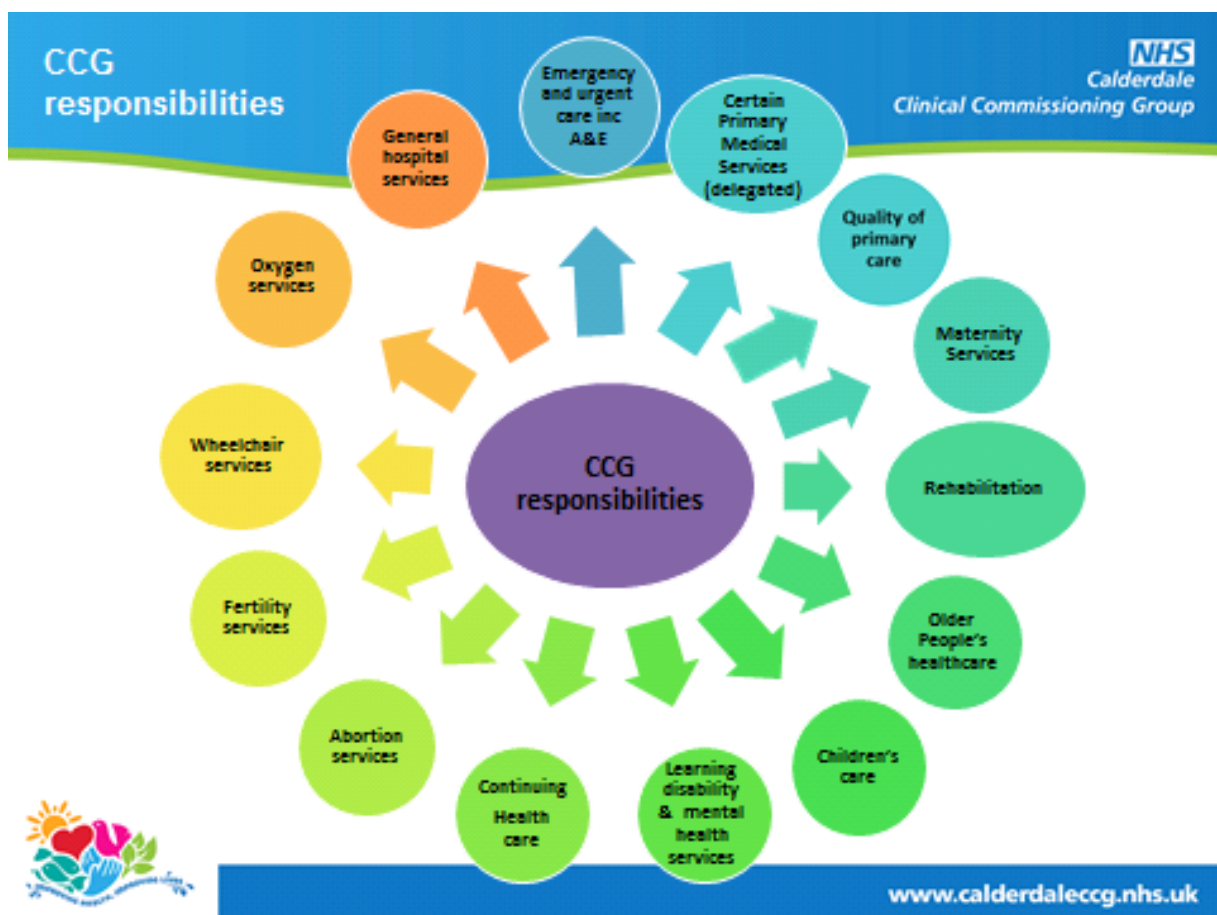 CCG
responsibilities
NHS
Calderdale
Clinical Commissioning Group
Emergency
and urgent
care inc
A&E
Certain
Primary
Medical
Services
(delegated)
Quality of
primary
care
Maternity
Services
Rehabilitation
Older
People's
healthcare
Children's
care
Learning
disability
& mental
health
services
Continuing
Health
care
Abortion
services
Fertility
services
Wheelchair
services
Oxygen
services
General
hospital
services
CCG
responsibilities
www.calderdaleccg.nhs.uk